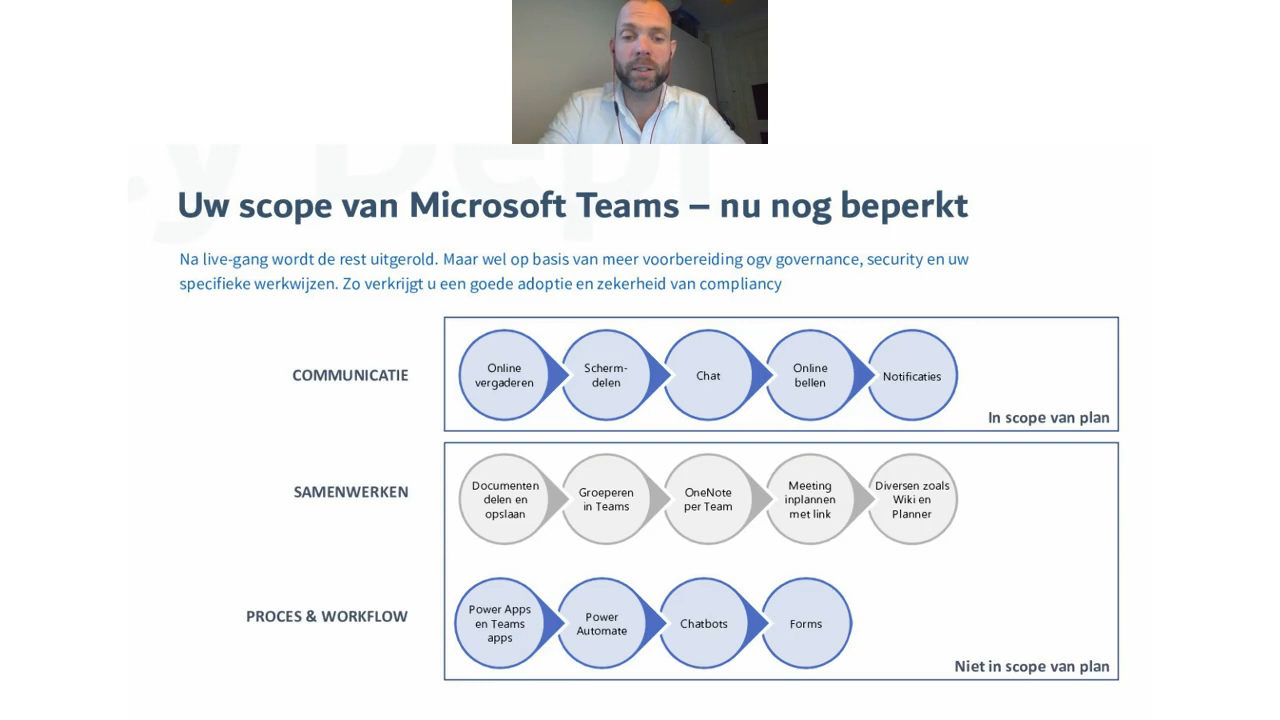 Uw scope van Microsoft Teams – nu nog beperkt
Na live-gang wordt de rest uitgerold. Maar wel op basis van meer voorbereiding ogv governance, security en uw
specifieke werkwijzen. Zo verkrijgt u een goede adoptie en zekerheid van compliancy
COMMUNICATIE
Online
vergaderen
Scherm-
delen
Chat
Online
bellen
Notificaties
In scope van plan
SAMENWERKEN
Documenten
delen en
opslaan
Groeperen
in Teams
OneNote
per Team
Meeting
inplannen
met link
Diversen zoals
Wiki en
Planner
PROCES & WORKFLOW
Power Apps
en Teams
apps
Power
Automate
Chatbots
Forms
Niet in scope van plan